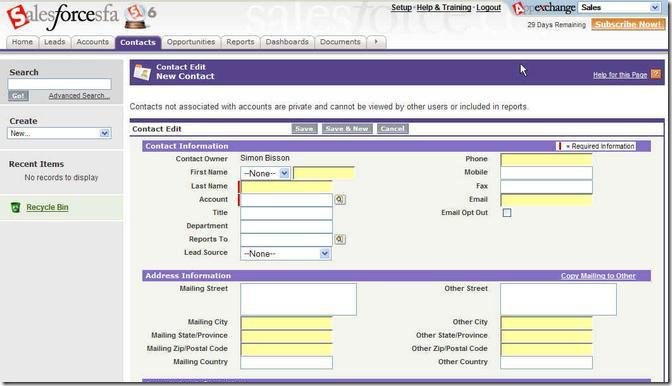 salesforcesfa 6
Setup · Help & Training · Logout
AppExchange Sales
29 Days Remaining Subscribe Now!
Home Leads Accounts Contacts Opportunities Reports Dashboards Documents
Search
Go! Advanced Search...
Create
New...
Recent Items
No records to display
Recycle Bin
Contact Edit
New Contact
Help for this Page ?
Contacts not associated with accounts are private and cannot be viewed by other users or included in reports.
Contact Edit Save Save & New Cancel
Contact Information = Required Information
Contact Owner Simon Bisson Phone
First Name --None-- Mobile
Last Name Fax
Account Email
Title Email Opt Out
Department
Reports To
Lead Source --None--
Address Information Copy Mailing to Other
Mailing Street Other Street
Mailing City Other City
Mailing State/Province Other State/Province
Mailing Zip/Postal Code Other Zip/Postal Code
Mailing Country Other Country